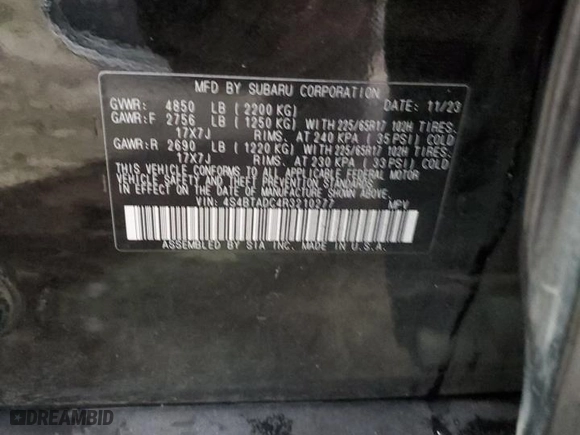 MFD BY SUBARU CORPORATION
GVWR: 4850 LB ( 2200 KG) DATE: 11/23
GAWR:F 2756 LB ( 1250 KG) WITH 225/65R17 102H TIRES.
17X7J RIMS. AT 240 KPA ( 35 PSI) COLD
GAWR:R 2690 LB ( 1220 KG) WITH 225/65R17 102H TIRES.
17X7J RIMS. AT 230 KPA ( 33 PSI) COLD
THIS VEHICLE CONFORMS TO ALL APPLICABLE FEDERAL MOTOR
VEHICLE SAFETY AND THEFT PREVENTION STANDARDS IN
EFFECT ON THE DATE OF MANUFACTURE SHOWN ABOVE.
VIN: 4S4BTADC4R3210277 MPV
ASSEMBLED BY SIA INC. MADE IN U.S.A.
DREAMBID